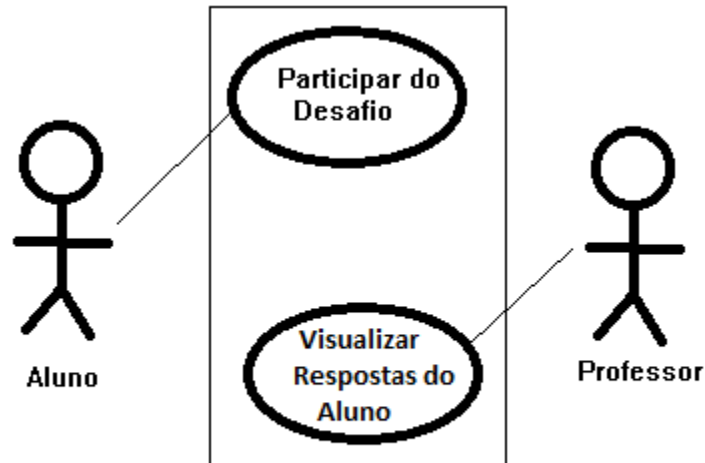 Participar do
Desafio
Aluno
Visualizar
Respostas do
Aluno
Professor